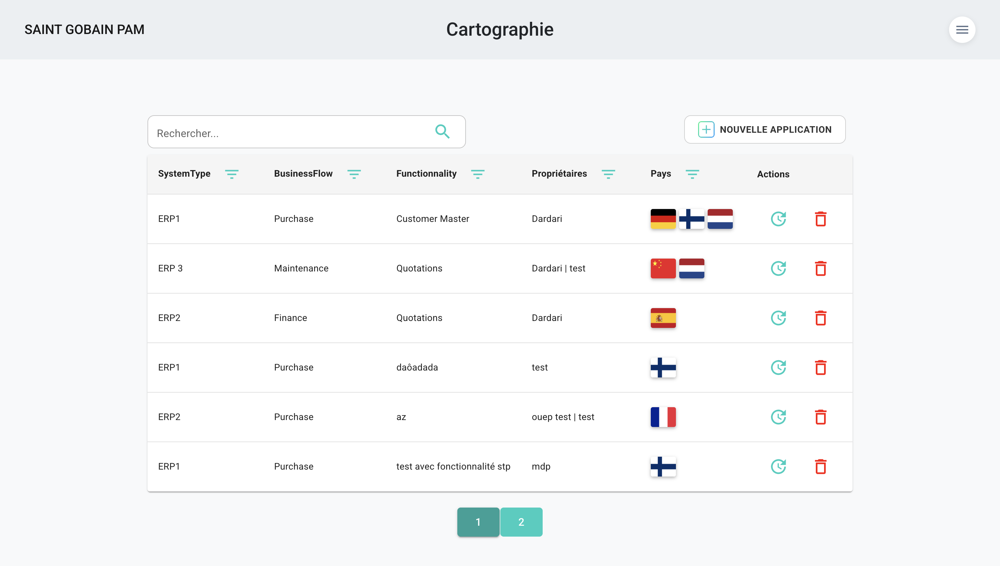 SAINT GOBAIN PAM
Cartographie
Rechercher...
NOUVELLE APPLICATION
SystemType BusinessFlow Functionnality Propriétaires Pays Actions
ERP1 Purchase Customer Master Dardari
ERP 3 Maintenance Quotations Dardari | test
ERP2 Finance Quotations Dardari
ERP1 Purchase daôadada test
ERP2 Purchase az ouep test | test
ERP1 Purchase test avec fonctionnalité stp mdp
1 2